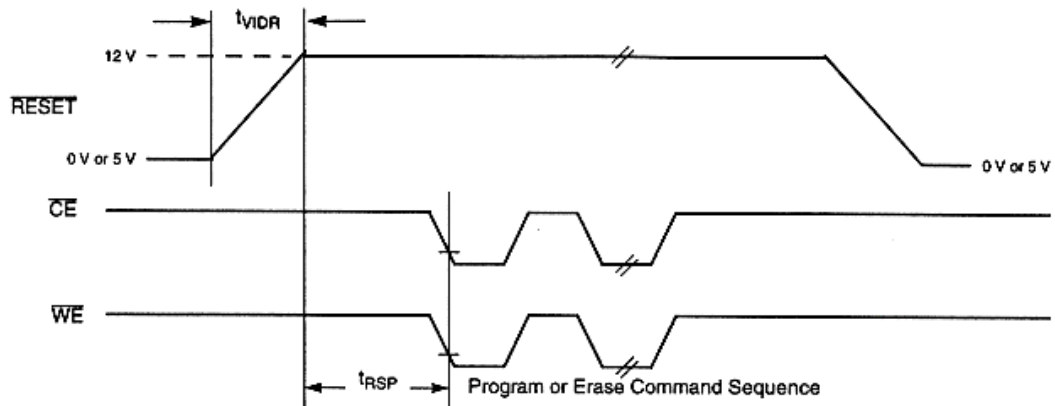 tVIDR
12 V
RESET
0 V or 5 V
0 V or 5 V
CE
WE
tRSP
Program or Erase Command Sequence